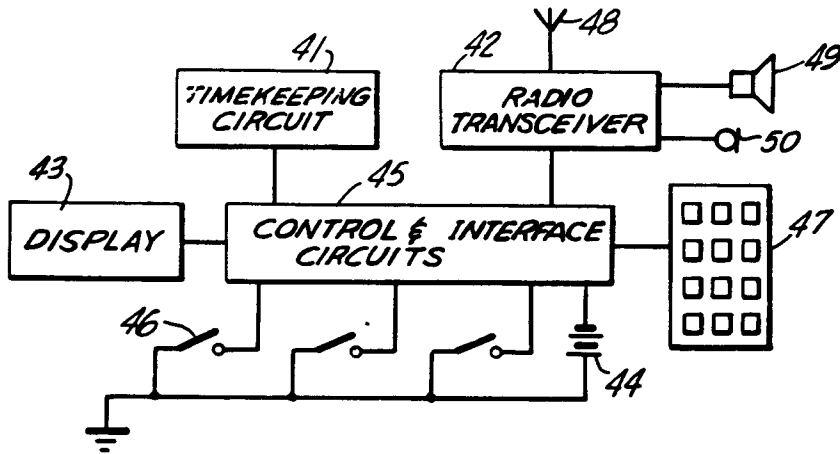 48
41
42
49
TIMEKEEPING
CIRCUIT
RADIO
TRANSCEIVER
50
43
45
47
DISPLAY
CONTROL & INTERFACE
CIRCUITS
46
44